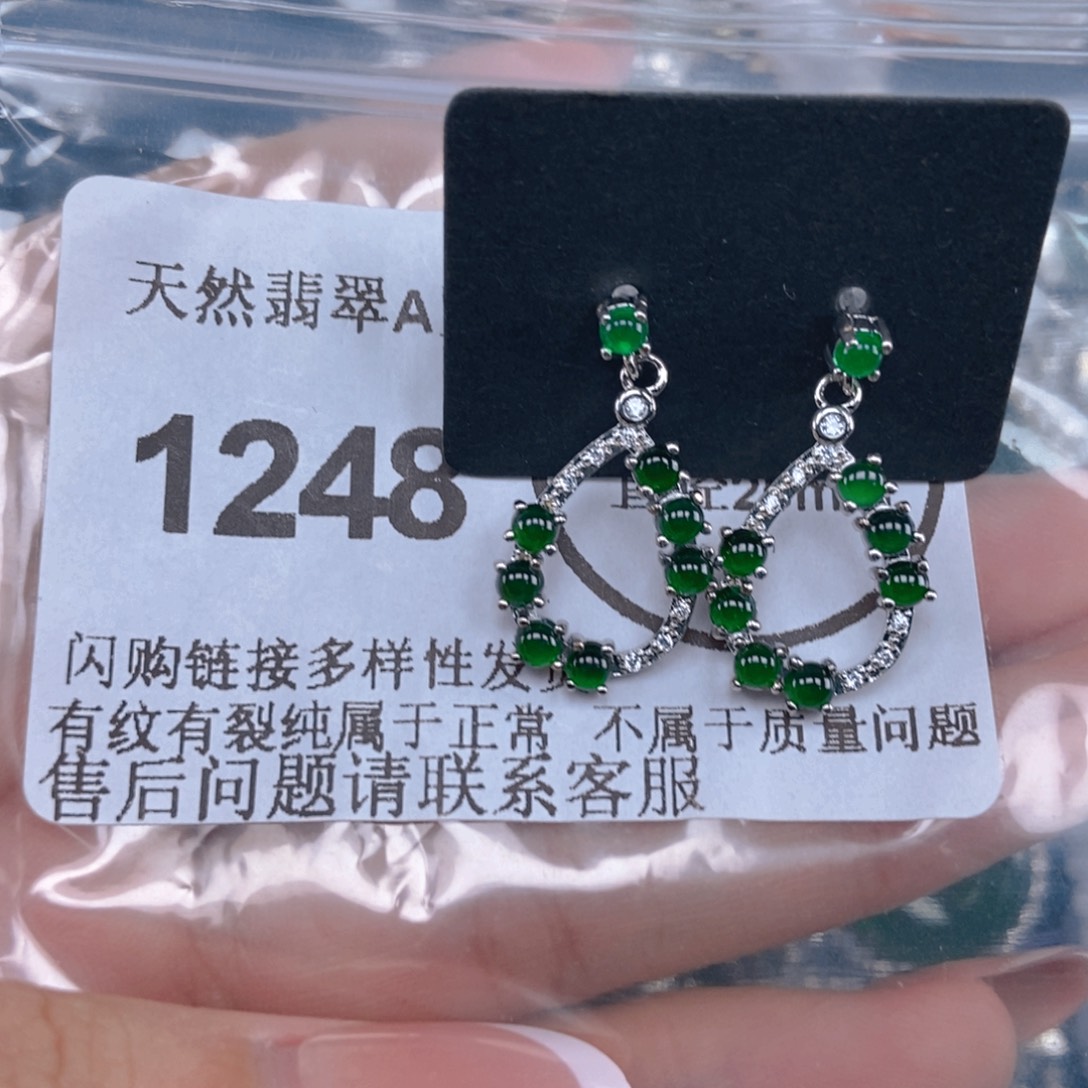 天然翡翠A
1248
闪购链接多样性发
有纹有裂纯属于正常 不属于质量问题
售后问题请联系客服